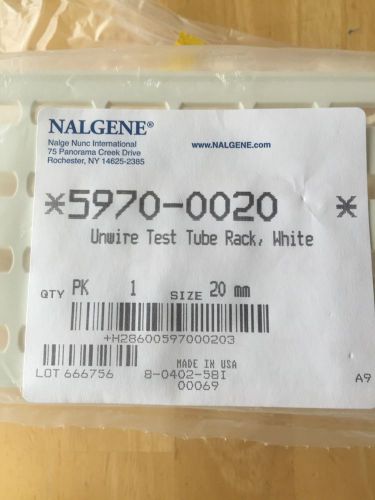 NALGENE®
Nalge Nunc International
75 Panorama Creek Drive
Rochester, NY 14625-2385
www.NALGENE.com
*5970-0020 *
Unwire Test Tube Rack, White
QTY PK 1 SIZE 20 mm
+H28600597000203
MADE IN USA
LOT 666756 8-0402-58I
00069 A9